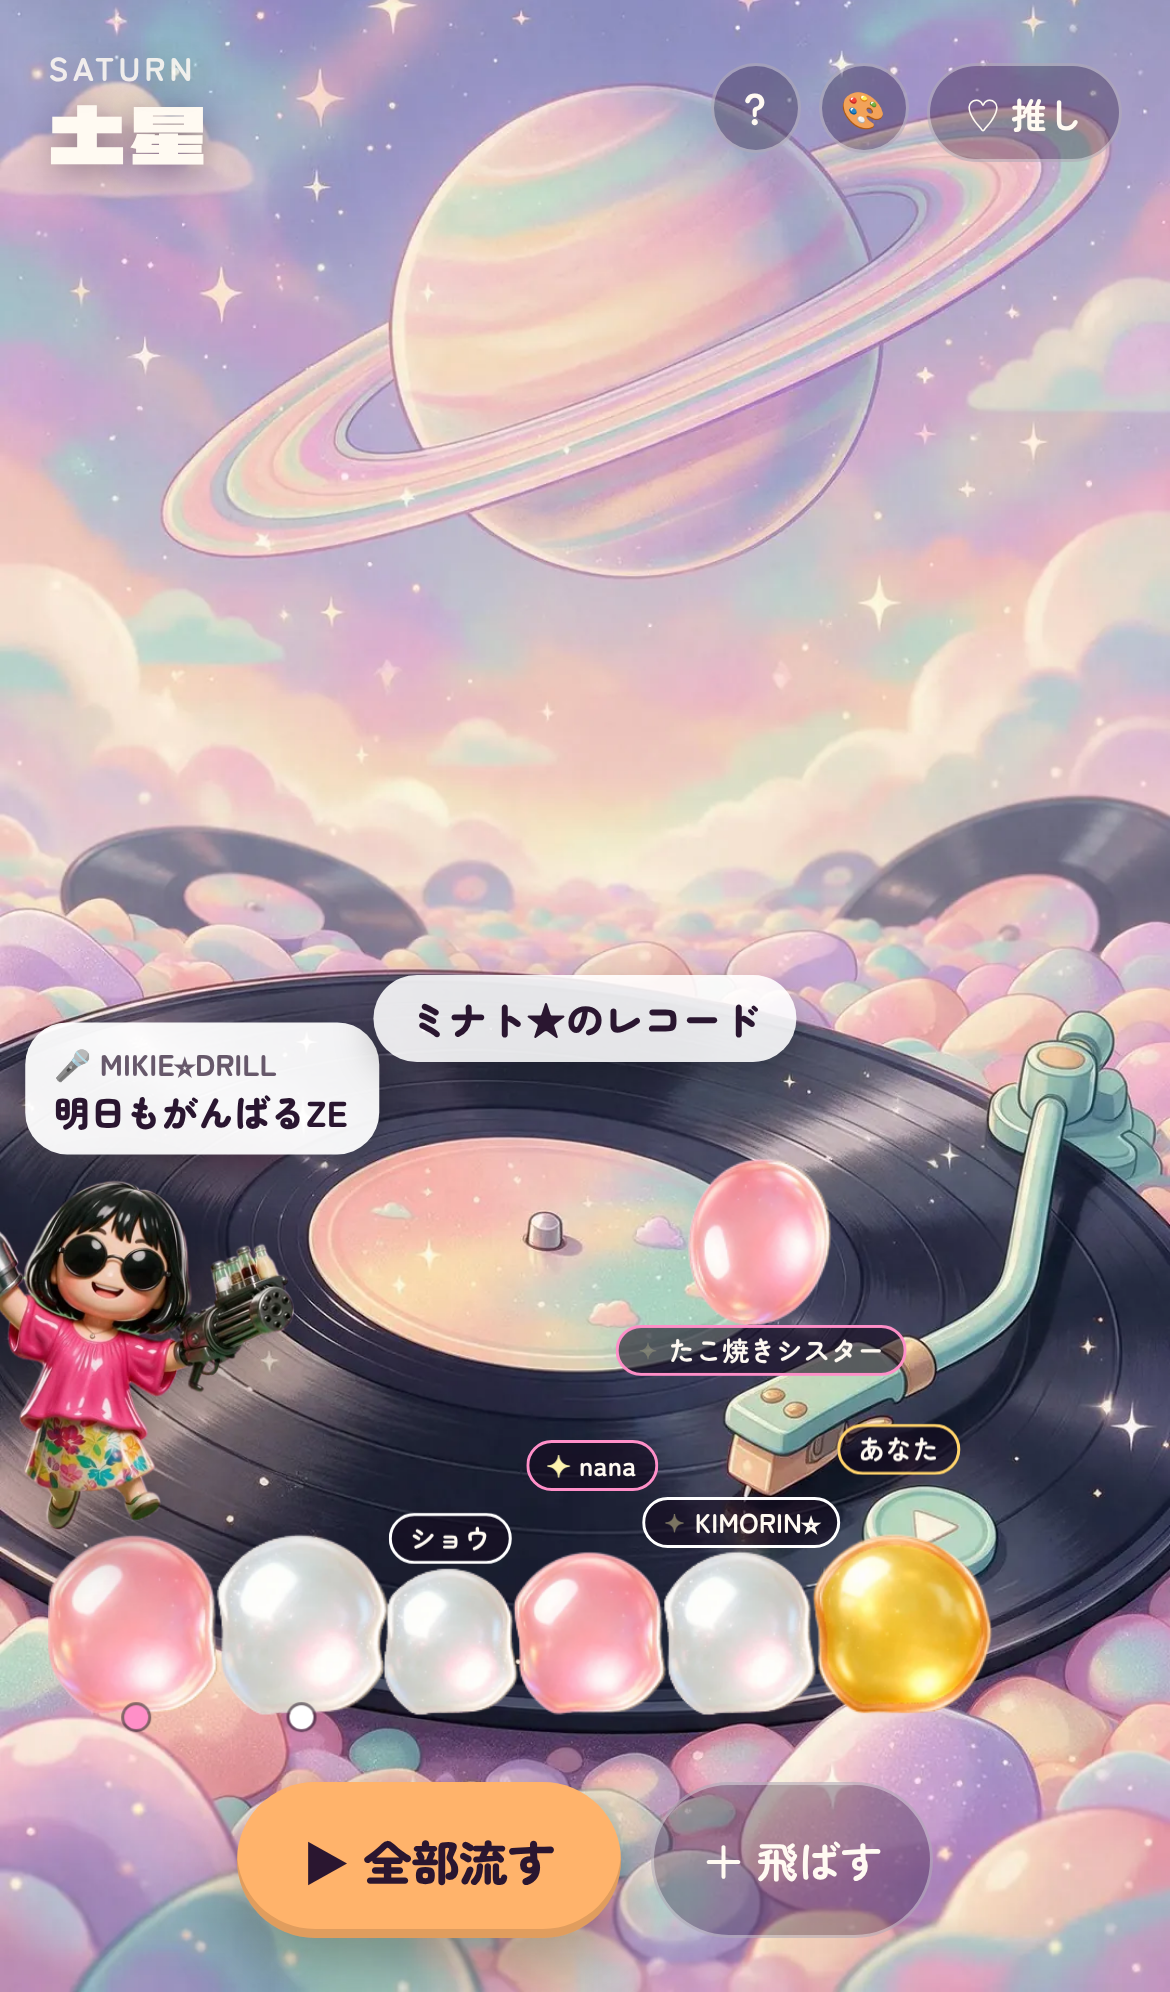 SATURN
土星
?
♡ 推し
ミナト★のレコード
🎤 MIKIE☆DRILL
明日もがんばるZE
たこ焼きシスター
あなた
✦ nana
✦ KIMORIN☆
ショウ
▶ 全部流す
＋ 飛ばす